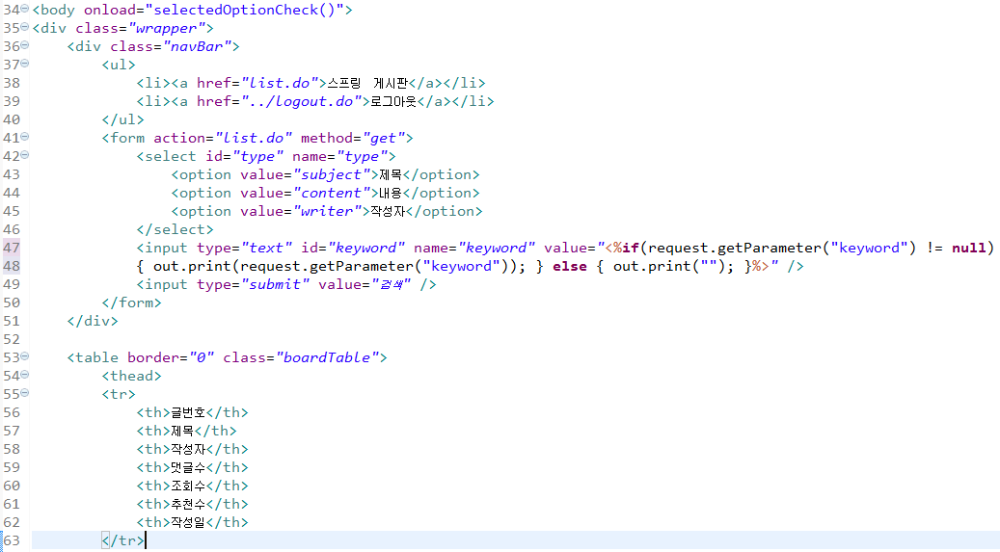 34 <body onload="selectedOptionCheck()">
35 <div class="wrapper">
36 <div class="navBar">
37 <ul>
38 <li><a href="list.do">스프링 게시판</a></li>
39 <li><a href="../logout.do">로그아웃</a></li>
40 </ul>
41 <form action="list.do" method="get">
42 <select id="type" name="type">
43 <option value="subject">제목</option>
44 <option value="content">내용</option>
45 <option value="writer">작성자</option>
46 </select>
47 <input type="text" id="keyword" name="keyword" value="<%if(request.getParameter("keyword") != null)
48 { out.print(request.getParameter("keyword")); } else { out.print(""); }%>" />
49 <input type="submit" value="검색" />
50 </form>
51 </div>
52
53 <table border="0" class="boardTable">
54 <thead>
55 <tr>
56 <th>글번호</th>
57 <th>제목</th>
58 <th>작성자</th>
59 <th>댓글수</th>
60 <th>조회수</th>
61 <th>추천수</th>
62 <th>작성일</th>
63 </tr>